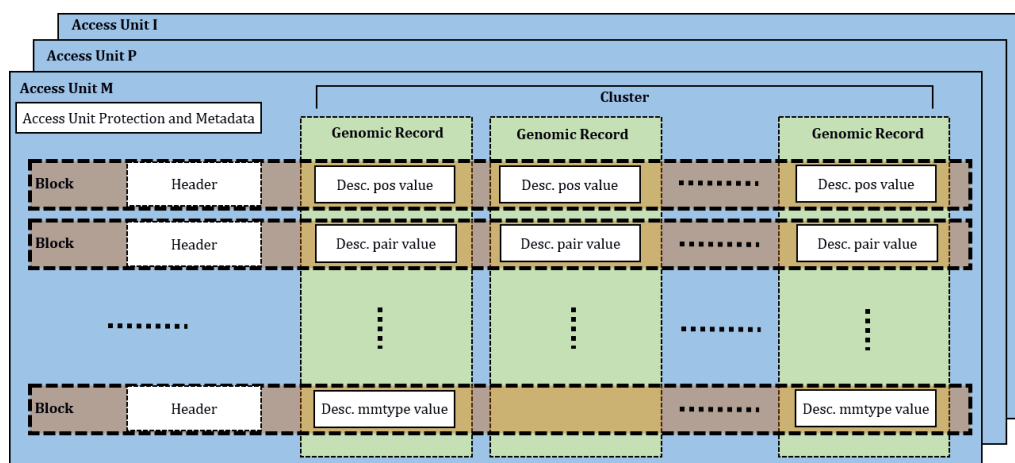 Access Unit I
Access Unit P
Access Unit M
Cluster
Access Unit Protection and Metadata
Genomic Record Genomic Record Genomic Record
Block Header Desc. pos value Desc. pos value Desc. pos value
Block Header Desc. pair value Desc. pair value Desc. pair value
Block Header Desc. mmtype value Desc. mmtype value